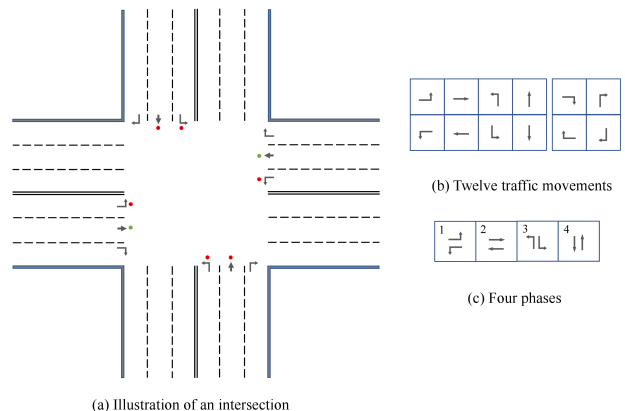 (b) Twelve traffic movements
1 2 3 4
(c) Four phases
(a) Illustration of an intersection